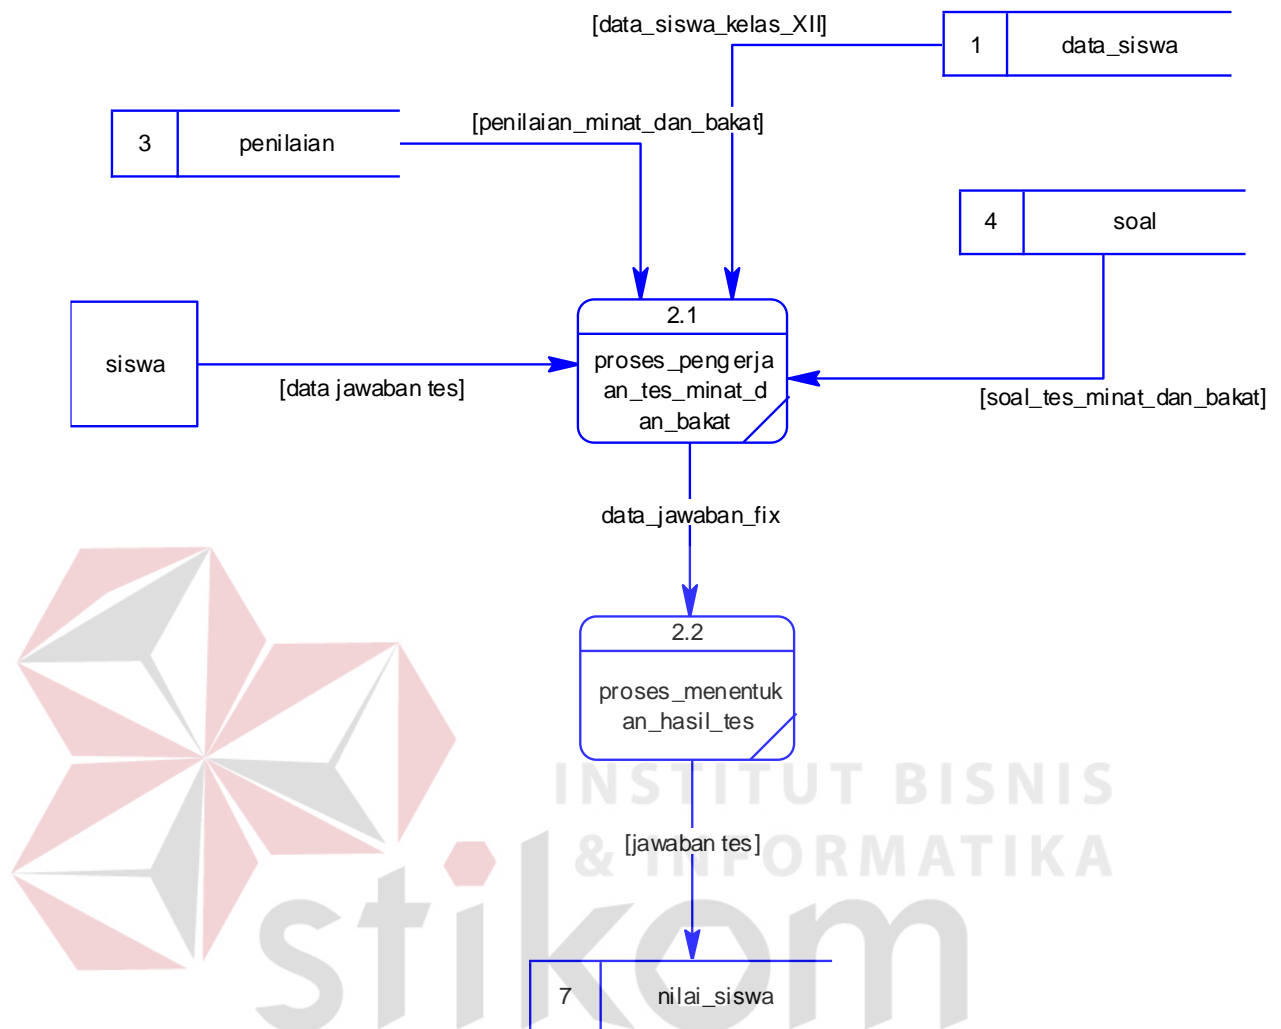 [data_siswa_kelas_XII]
1 data_siswa
[penilaian_minat_dan_bakat]
3 penilaian
4 soal
2.1
siswa
proses_pengerja
an_tes_minat_d
an_bakat
[data jawaban tes]
[soal_tes_minat_dan_bakat]
data_jawaban_fix
2.2
proses_menentuk
an_hasil_tes
INSTITUT BISNIS
& INFORMATIKA
[jawaban tes]
stikom
7 nilai_siswa